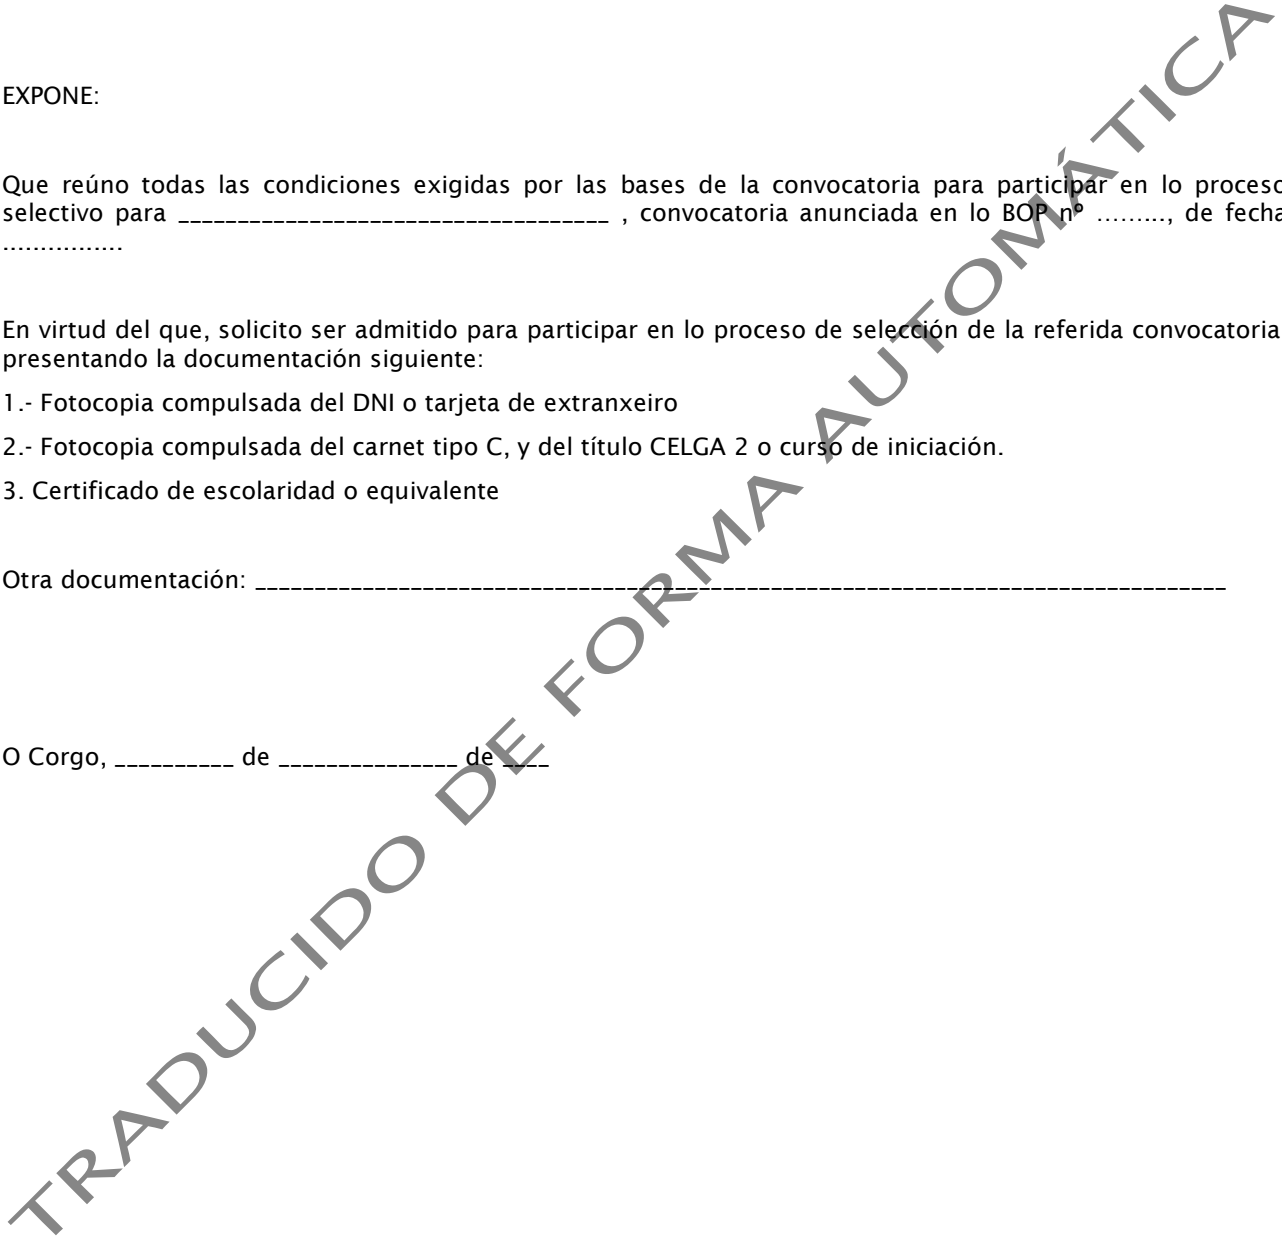 EXPONE:
Que reúno todas las condiciones exigidas por las bases de la convocatoria para participar en lo proceso
selectivo para ____________________________________ , convocatoria anunciada en lo BOP nº ………, de fecha
................
En virtud del que, solicito ser admitido para participar en lo proceso de selección de la referida convocatoria
presentando la documentación siguiente:
1.- Fotocopia compulsada del DNI o tarjeta de extranxeiro
2.- Fotocopia compulsada del carnet tipo C, y del título CELGA 2 o curso de iniciación.
3. Certificado de escolaridad o equivalente
Otra documentación: _________________________________________________________________________________
O Corgo, __________ de _______________ de ____
TRADUCIDO DE FORMA AUTOMÁTICA